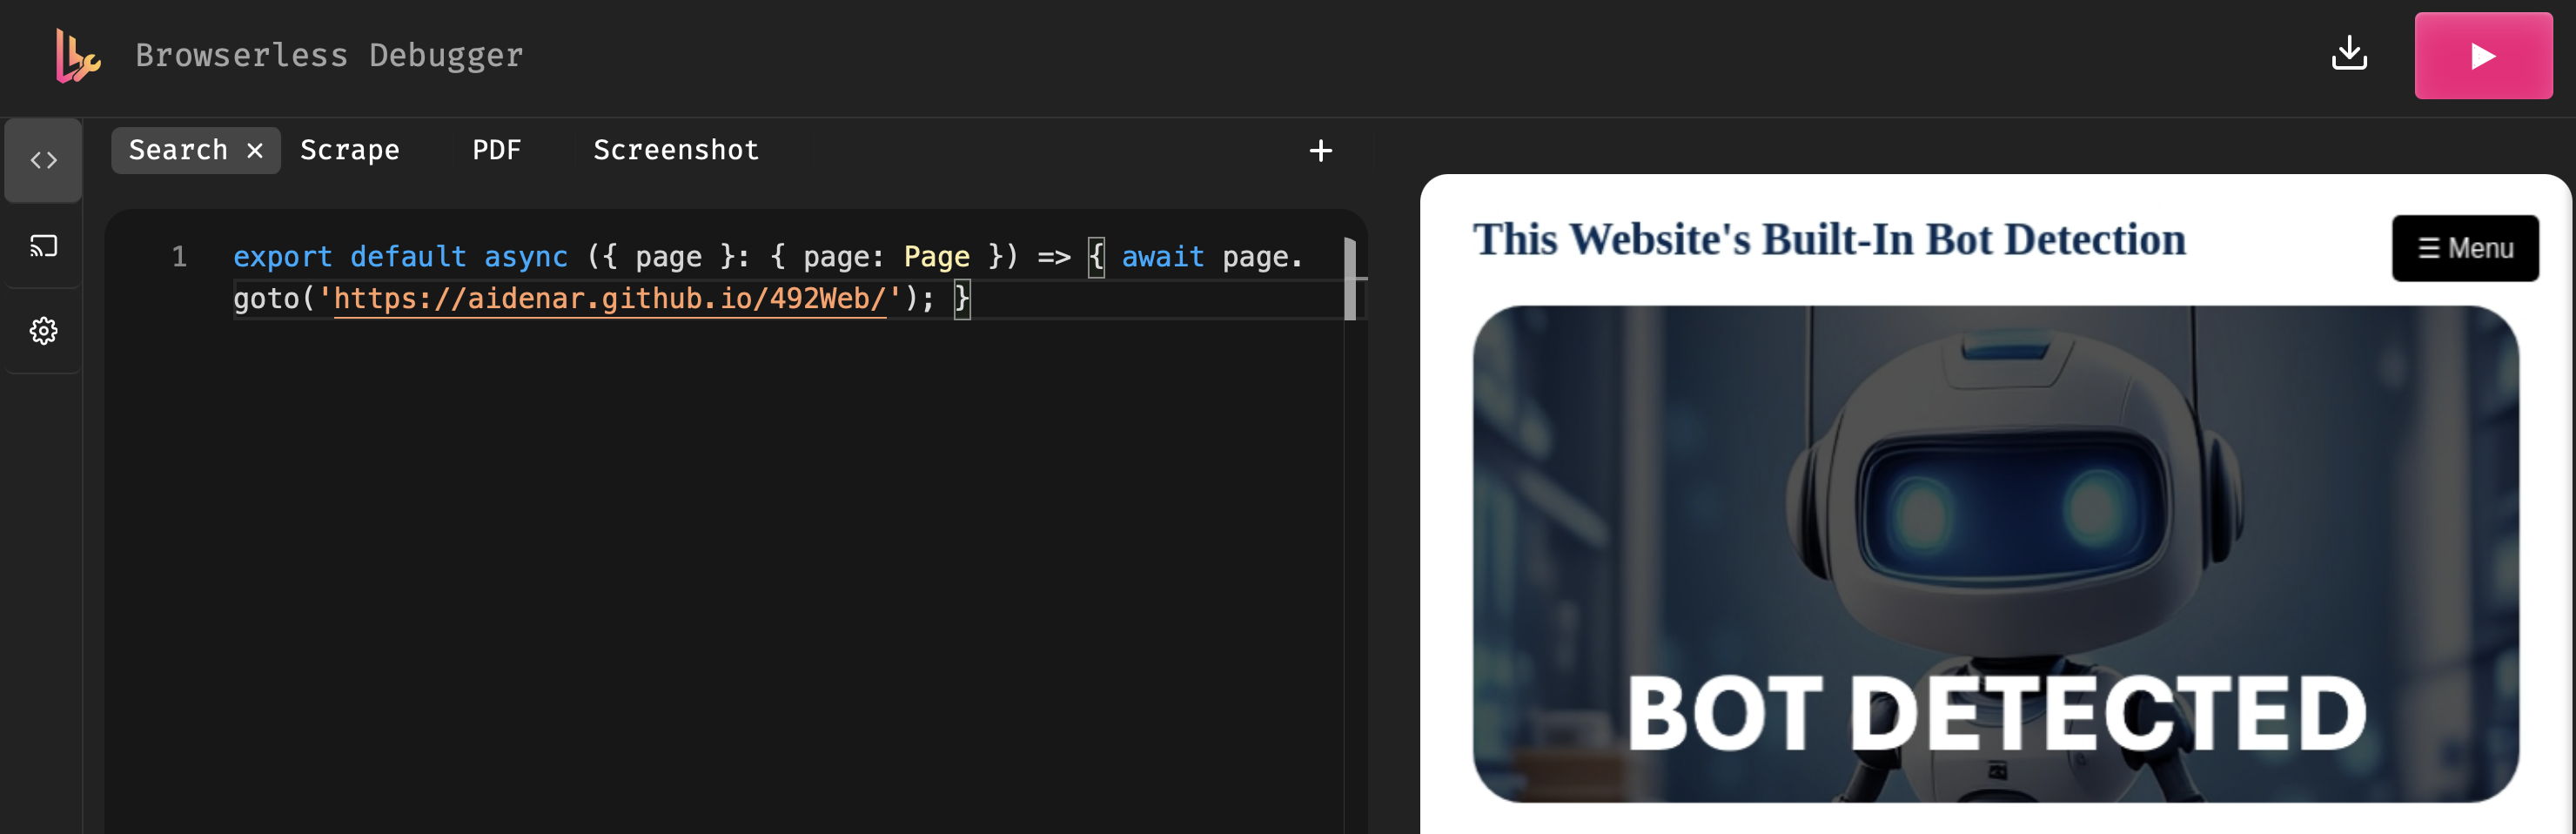 Browserless Debugger
Search × Scrape PDF Screenshot +
1 export default async ({ page }: { page: Page }) => { await page.
goto('https://aidenar.github.io/492Web/'); }
This Website's Built-In Bot Detection
☰ Menu
BOT DETECTED